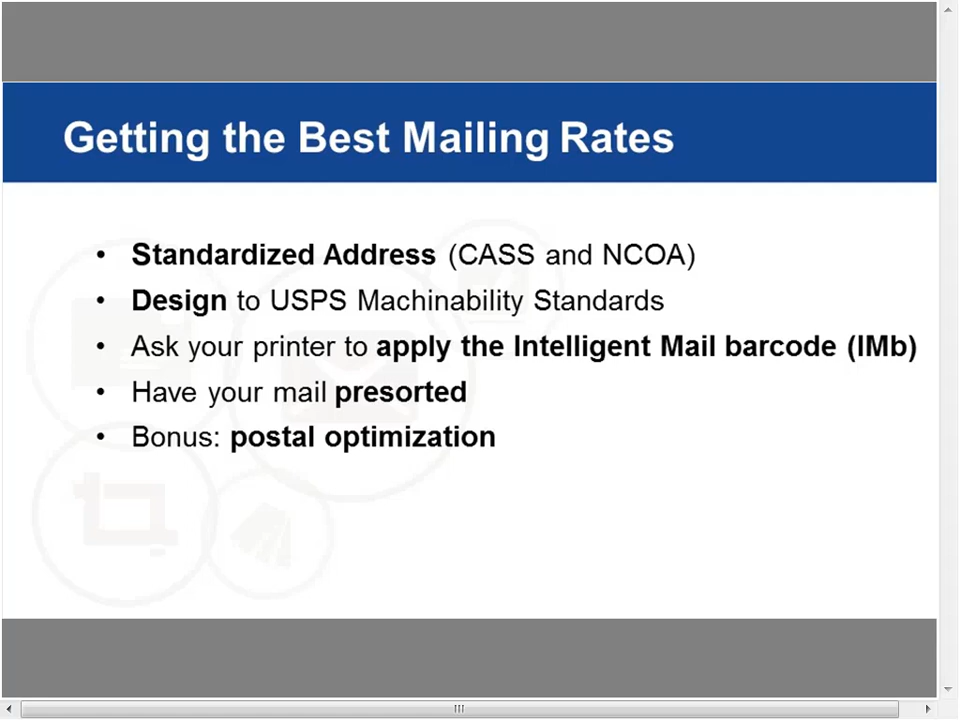 Getting the Best Mailing Rates
• Standardized Address (CASS and NCOA)
• Design to USPS Machinability Standards
• Ask your printer to apply the Intelligent Mail barcode (IMb)
• Have your mail presorted
• Bonus: postal optimization